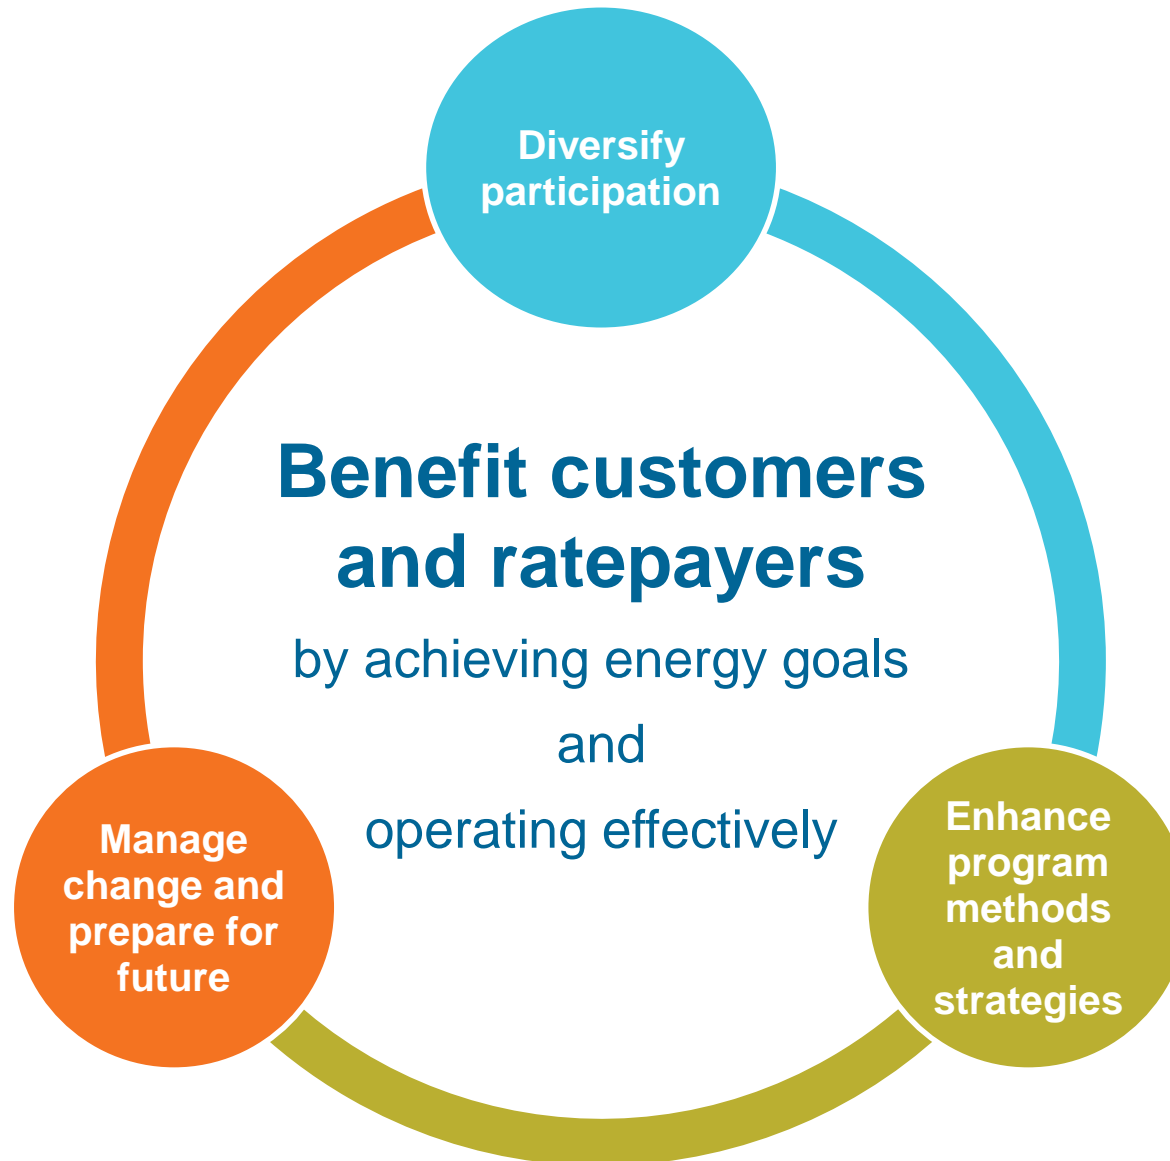 Diversify
participation
Benefit customers
and ratepayers
by achieving energy goals
and
operating effectively
Manage
change and
prepare for
future
Enhance
program
methods
and
strategies